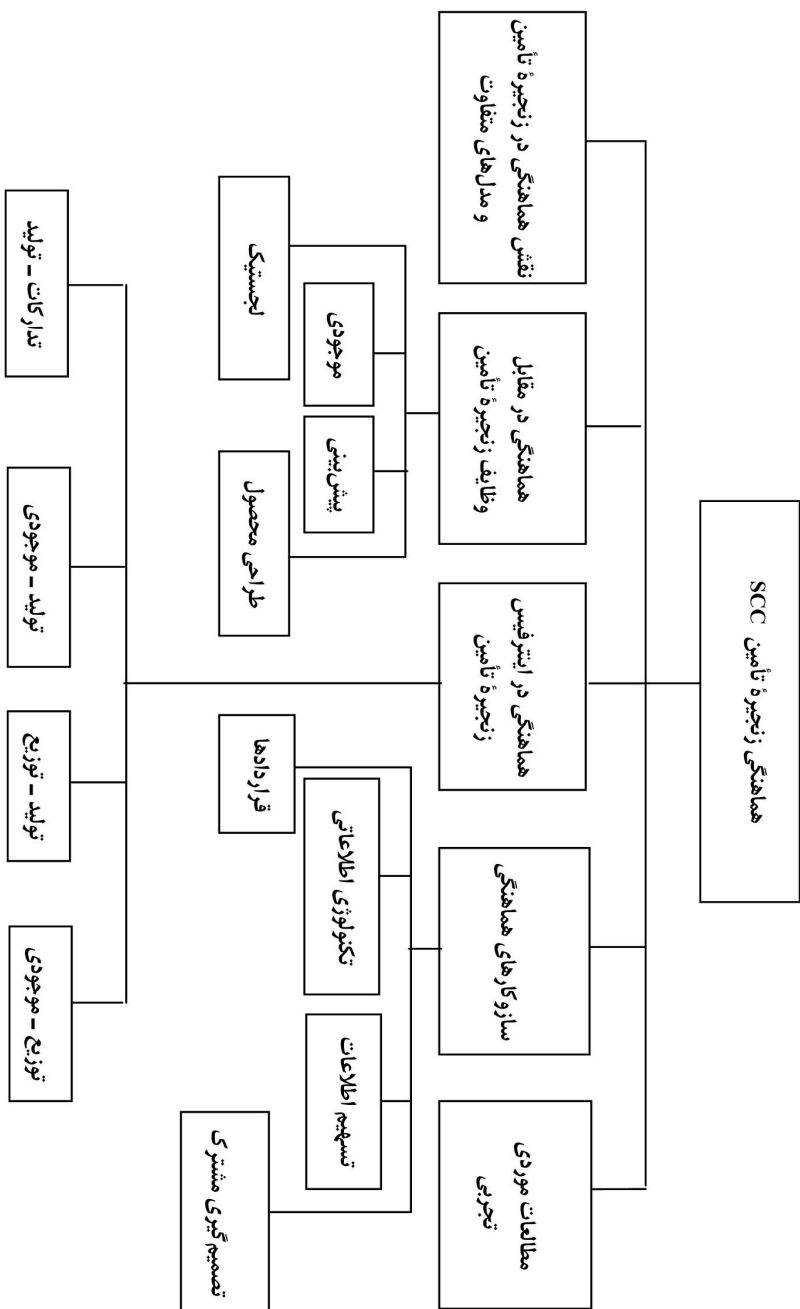 هماهنگی زنجیرهٔ تأمین SCC
نقش هماهنگی در زنجیرهٔ تأمین
و مدل‌های متفاوت
هماهنگی در مقابل
وظایف زنجیرهٔ تأمین
هماهنگی در اینترفیس
زنجیرهٔ تأمین
سازوکارهای هماهنگی
مطالعات موردی
تجربی
لجستیک
موجودی
پیش‌بینی
طراحی محصول
قراردادها
تکنولوژی اطلاعاتی
تسهیم اطلاعات
تصمیم گیری مشترک
تدارکات - تولید
تولید - موجودی
تولید - توزیع
توزیع - موجودی